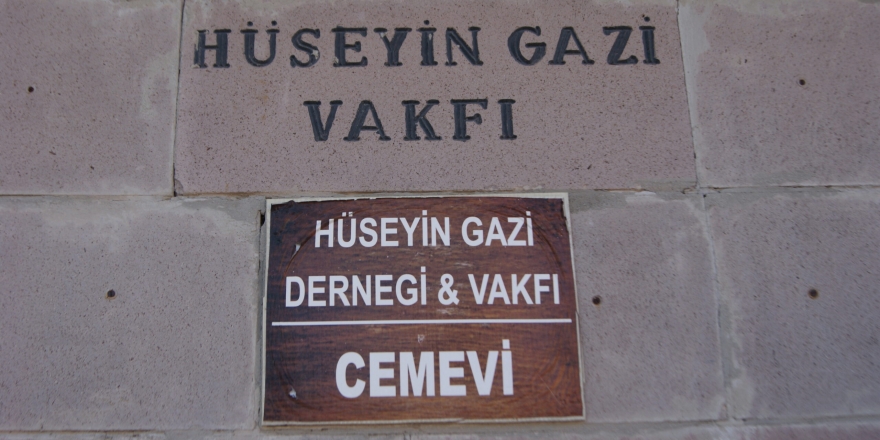 HÜSEYİN GAZİ
VAKFI
HÜSEYİN GAZİ
DERNEGİ & VAKFI
CEMEVİ